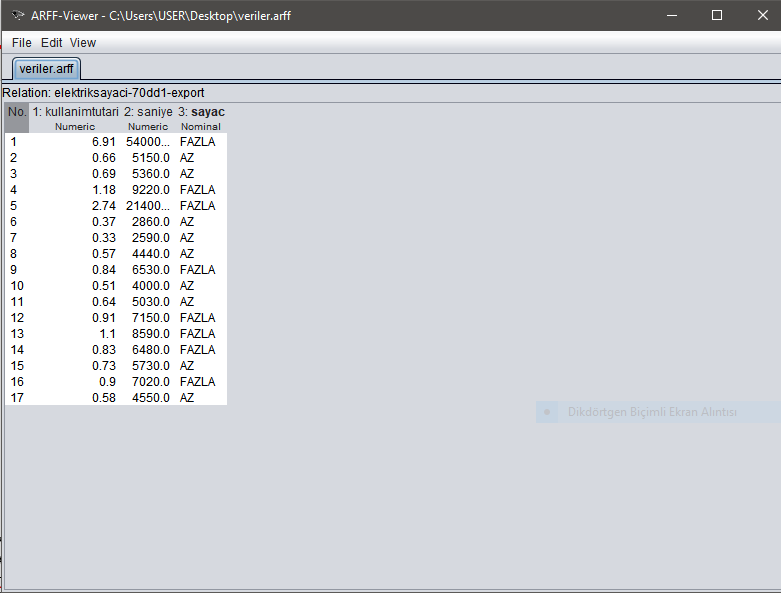 ARFF-Viewer - C:\Users\USER\Desktop\veriler.arff
File Edit View
veriler.arff
Relation: elektriksayaci-70dd1-export
No. 1: kullanimtutari 2: saniye 3: sayac
Numeric Numeric Nominal
1 6.91 54000... FAZLA
2 0.66 5150.0 AZ
3 0.69 5360.0 AZ
4 1.18 9220.0 FAZLA
5 2.74 21400... FAZLA
6 0.37 2860.0 AZ
7 0.33 2590.0 AZ
8 0.57 4440.0 AZ
9 0.84 6530.0 FAZLA
10 0.51 4000.0 AZ
11 0.64 5030.0 AZ
12 0.91 7150.0 FAZLA
13 1.1 8590.0 FAZLA
14 0.83 6480.0 FAZLA
15 0.73 5730.0 AZ
16 0.9 7020.0 FAZLA
17 0.58 4550.0 AZ
Dikdörtgen Biçimli Ekran Alıntısı